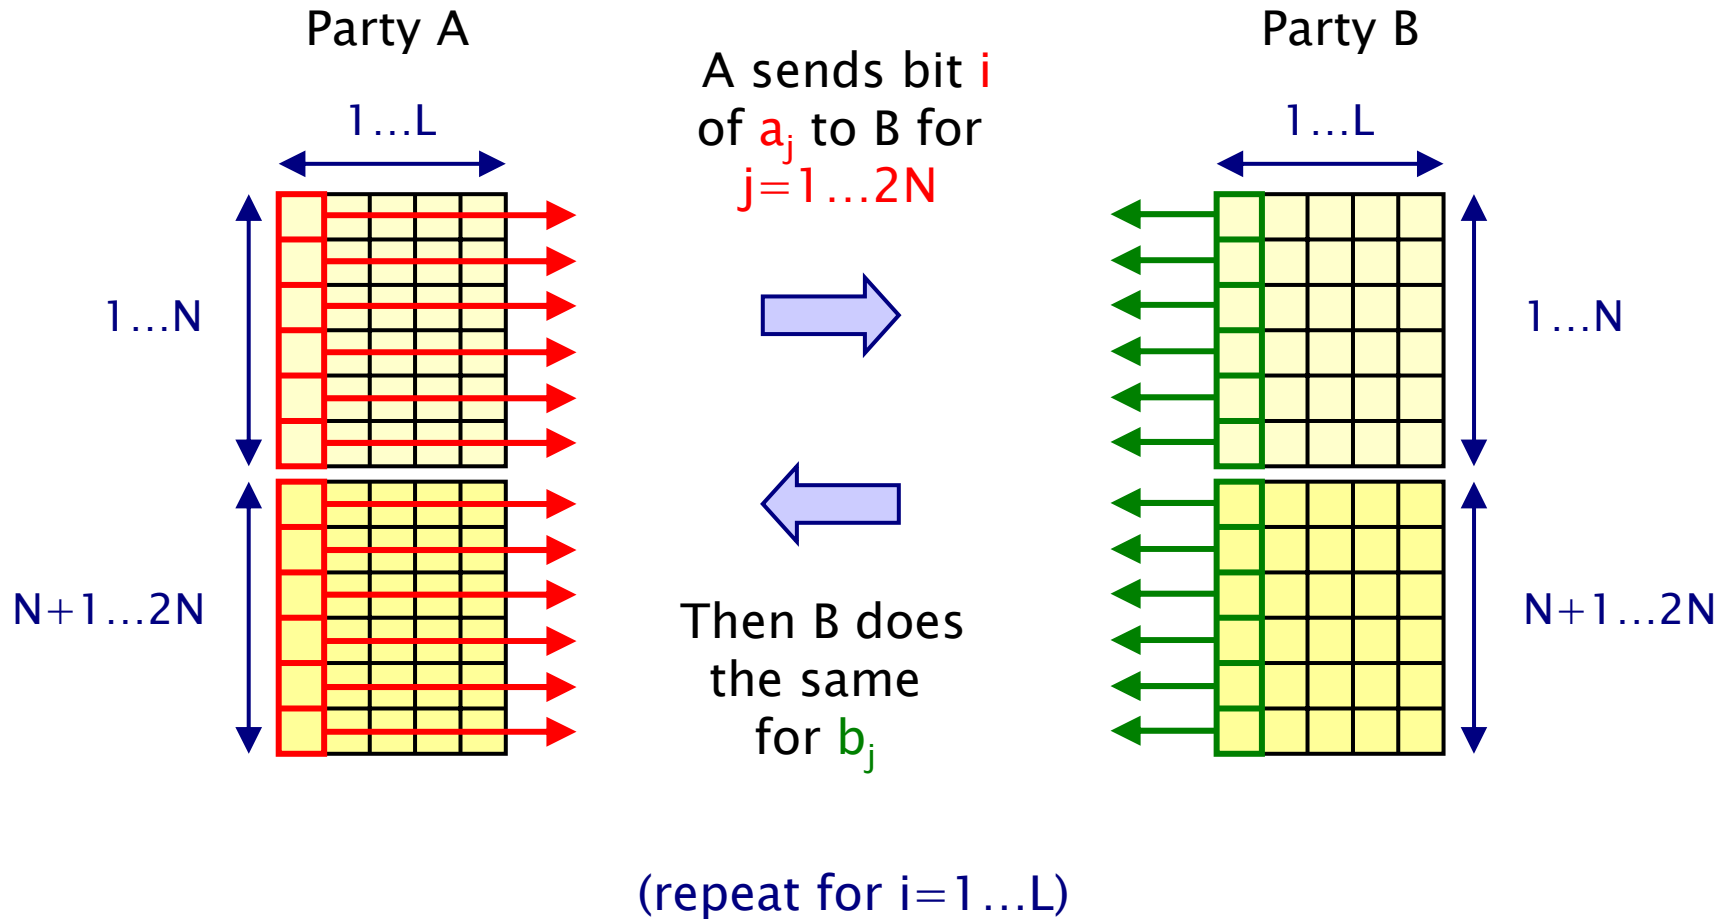 Party A
Party B
A sends bit i
of aj to B for
j=1...2N
1...L
1...L
1...N
1...N
N+1...2N
N+1...2N
Then B does
the same
for bj
(repeat for i=1...L)